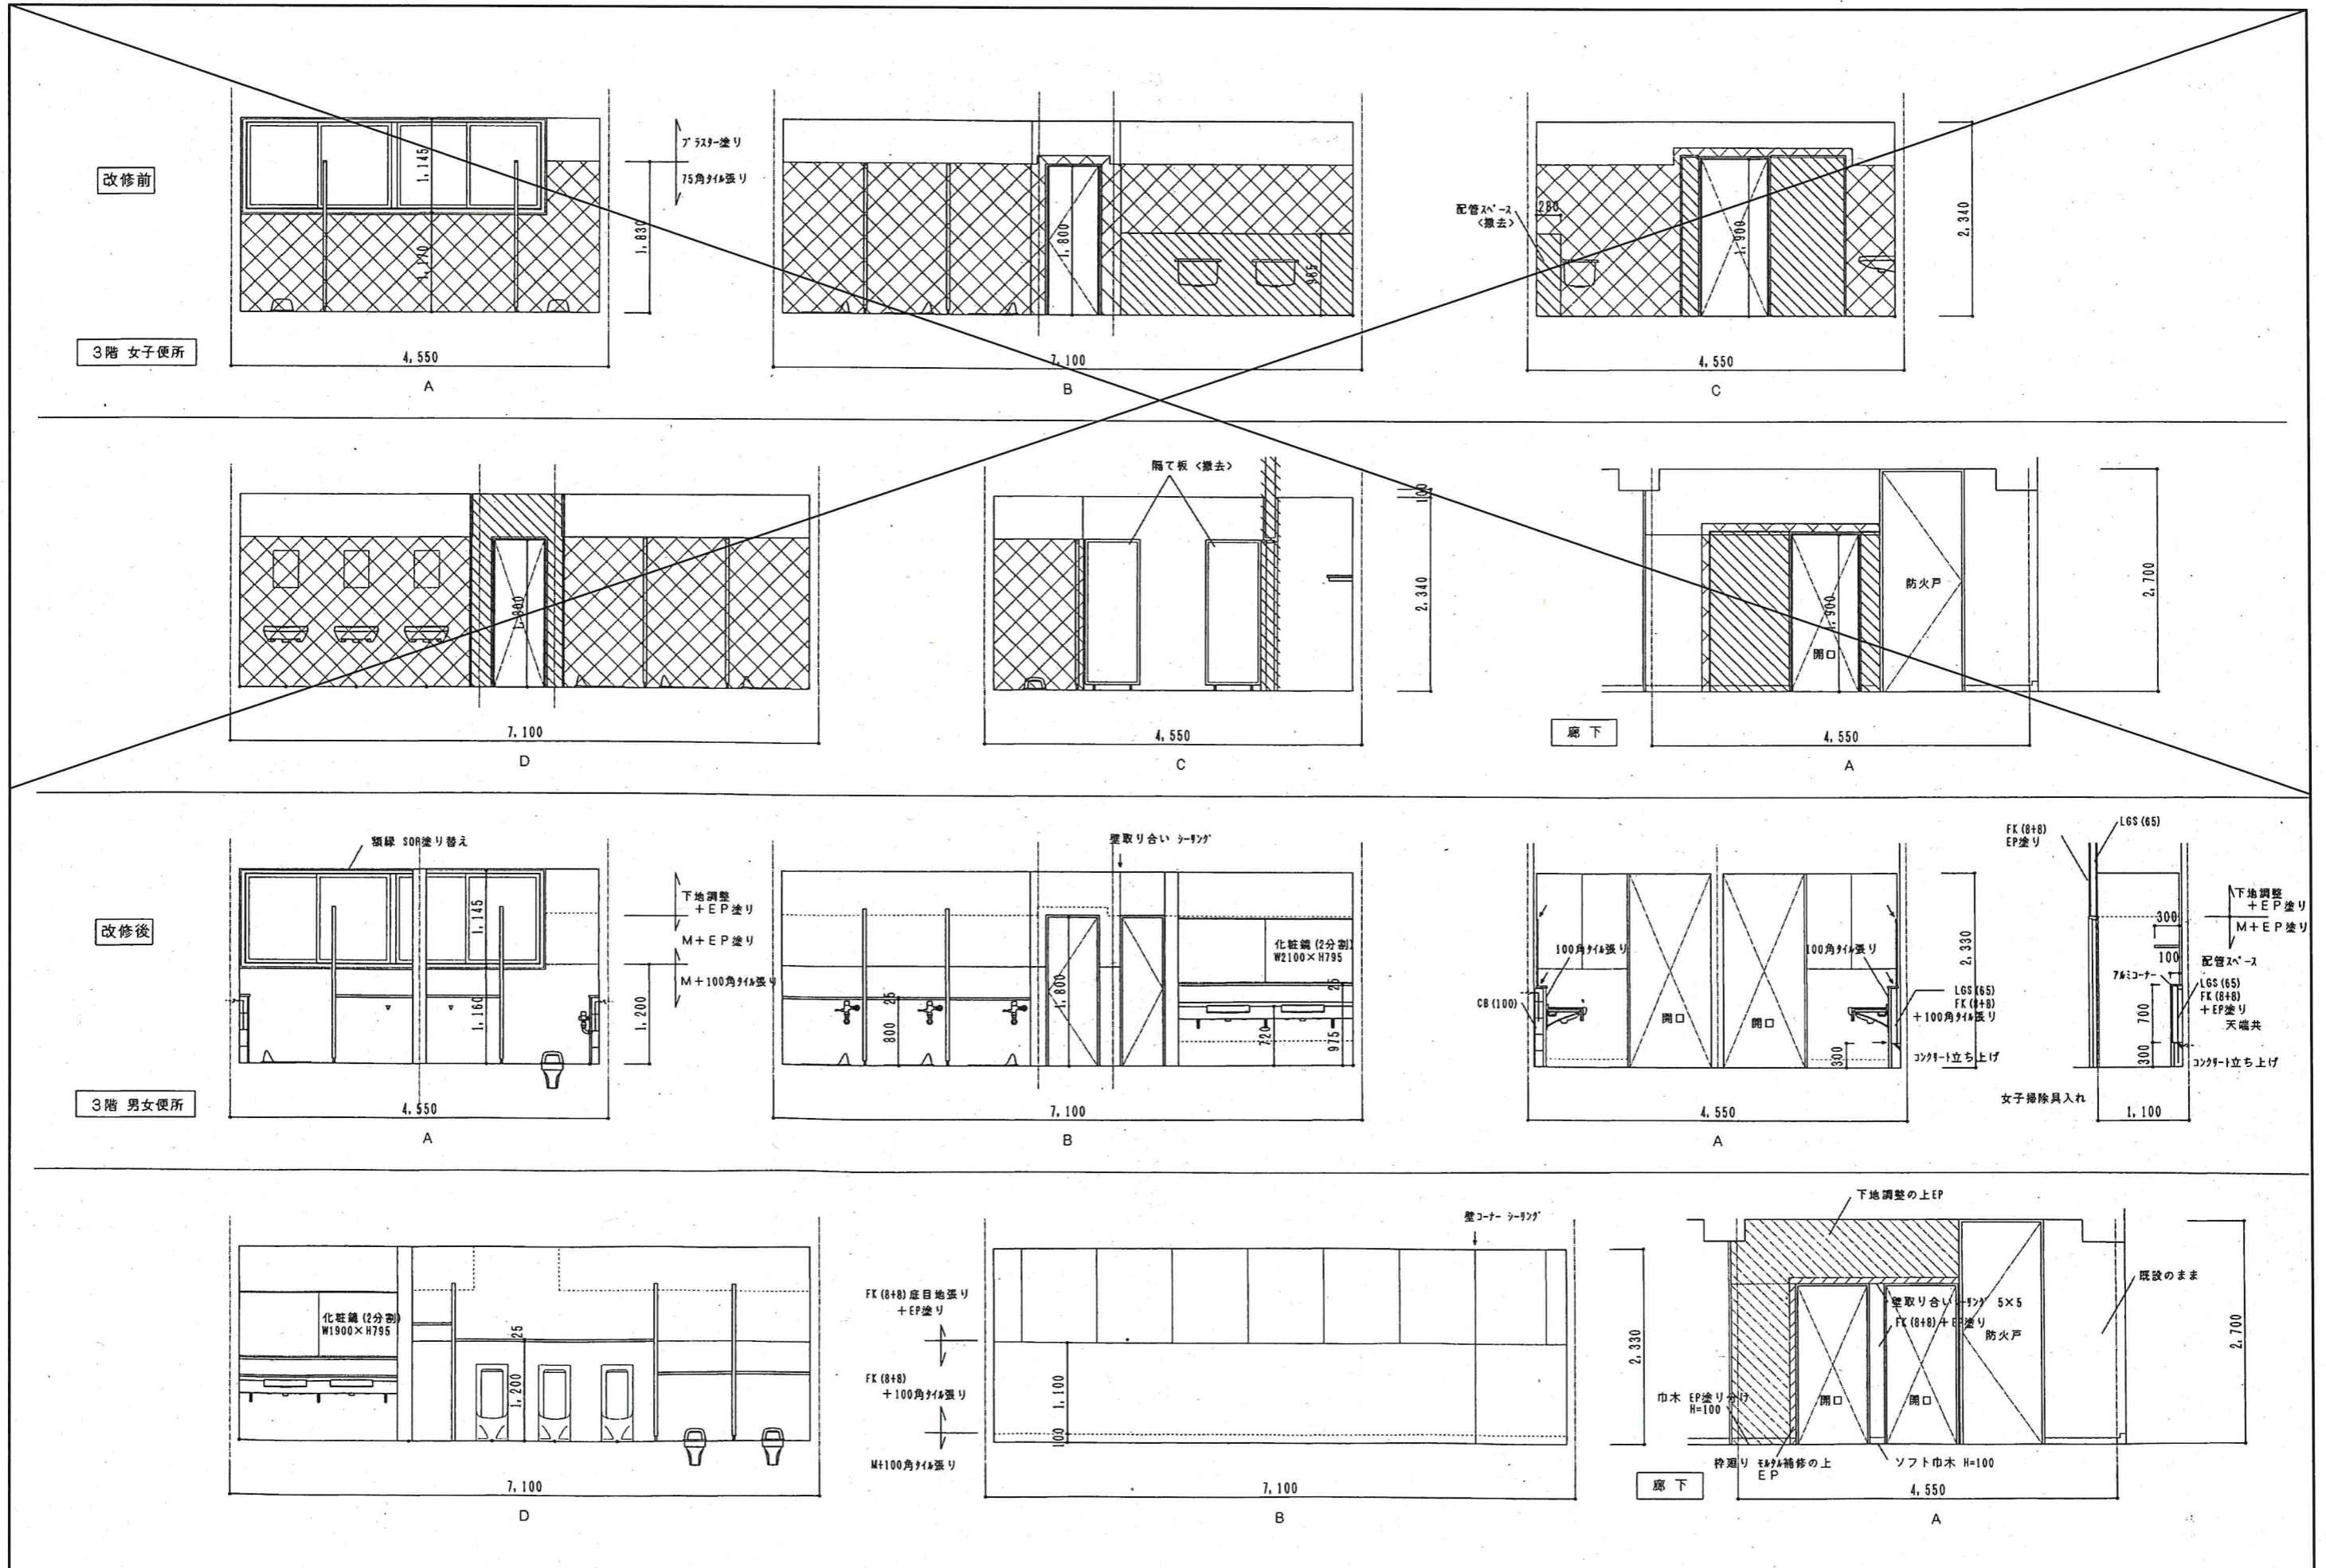 改修前
3階 女子便所
1,145
1,170
プラスター塗り
75角タイル張り
1,830
4,550
A
1,800
985
7,100
B
配管スペース
<撤去>
280
1,900
2,340
4,550
C
1,800
7,100
D
隔て板 <撤去>
100
2,340
4,550
C
防火戸
1,900
開口
2,700
廊 下
4,550
A
改修後
3階 男女便所
額縁 SOP塗り替え
1,145
1,160
下地調整
+EP塗り
M+EP塗り
M+100角タイル張り
1,200
4,550
A
壁取り合い シーリング
化粧鏡(2分割)
W2100×H795
1,800
25
800
25
720
975
7,100
B
100角タイル張り
100角タイル張り
CB(100)
開口
開口
300
2,330
LGS(65)
FK(8+8)
+100角タイル張り
コンクリート立ち上げ
4,550
A
FK(8+8)
EP塗り
LGS(65)
下地調整
+EP塗り
M+EP塗り
300
100
配管スペース
アルミコーナー
LGS(65)
FK(8+8)
+EP塗り
天端共
700
300
コンクリート立ち上げ
女子掃除具入れ
1,100
化粧鏡(2分割)
W1900×H795
25
1,200
7,100
D
FK(8+8)底目地張り
+EP塗り
FK(8+8)
+100角タイル張り
M+100角タイル張り
壁コーナー シーリング
1,100
100
2,330
7,100
B
下地調整の上EP
既設のまま
壁取り合い シーリング 5×5
FK(8+8)+EP塗り
防火戸
開口
開口
巾木 EP塗り分け
H=100
枠廻り モルタル補修の上
EP
ソフト巾木 H=100
2,700
廊 下
4,550
A